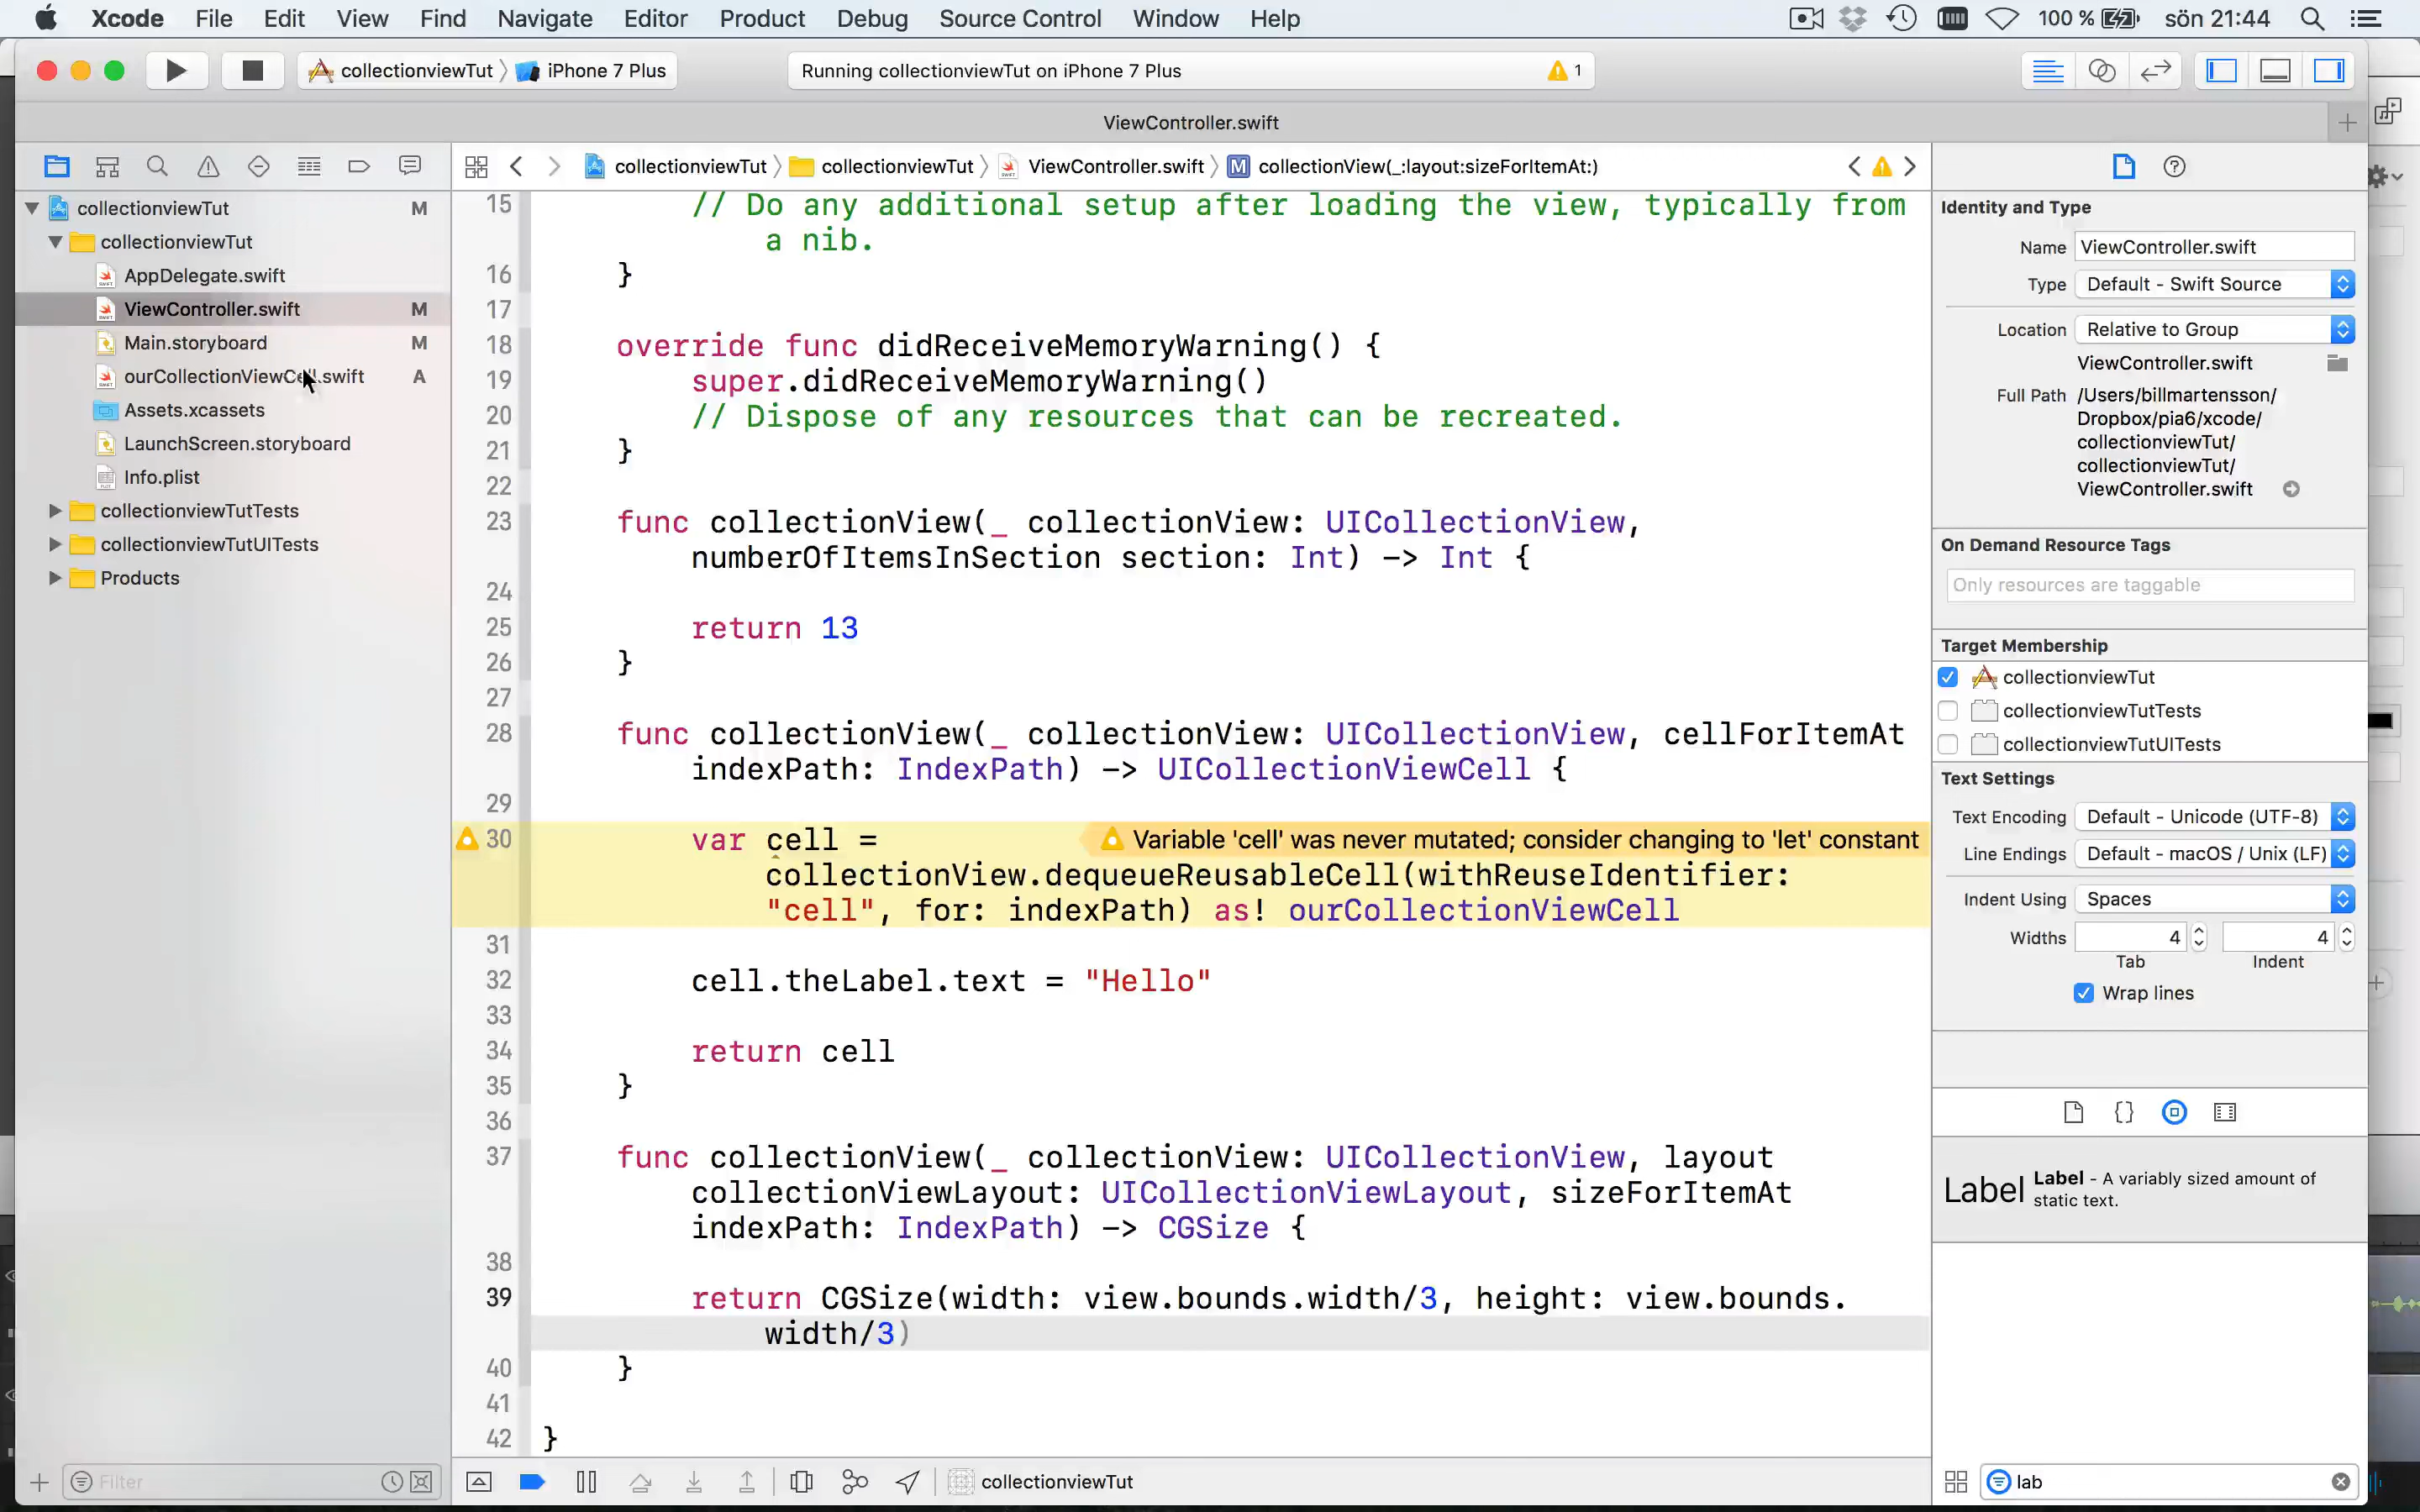 Xcode File Edit View Find Navigate Editor Product Debug Source Control Window Help 100 % sön 21:44
collectionviewTut iPhone 7 Plus Running collectionviewTut on iPhone 7 Plus 1
ViewController.swift
collectionviewTut collectionviewTut ViewController.swift M collectionView(_:layout:sizeForItemAt:)
collectionviewTut M
collectionviewTut
AppDelegate.swift
ViewController.swift M
Main.storyboard M
ourCollectionViewCell.swift A
Assets.xcassets
LaunchScreen.storyboard
Info.plist
collectionviewTutTests
collectionviewTutUITests
Products
Filter
15 // Do any additional setup after loading the view, typically from
a nib.
16 }
17
18 override func didReceiveMemoryWarning() {
19 super.didReceiveMemoryWarning()
20 // Dispose of any resources that can be recreated.
21 }
22
23 func collectionView(_ collectionView: UICollectionView,
numberOfItemsInSection section: Int) -> Int {
24
25 return 13
26 }
27
28 func collectionView(_ collectionView: UICollectionView, cellForItemAt
indexPath: IndexPath) -> UICollectionViewCell {
29
30 var cell = Variable 'cell' was never mutated; consider changing to 'let' constant
collectionView.dequeueReusableCell(withReuseIdentifier:
"cell", for: indexPath) as! ourCollectionViewCell
31
32 cell.theLabel.text = "Hello"
33
34 return cell
35 }
36
37 func collectionView(_ collectionView: UICollectionView, layout
collectionViewLayout: UICollectionViewLayout, sizeForItemAt
indexPath: IndexPath) -> CGSize {
38
39 return CGSize(width: view.bounds.width/3, height: view.bounds.
width/3)
40 }
41
42 }
collectionviewTut
Identity and Type
Name ViewController.swift
Type Default - Swift Source
Location Relative to Group
ViewController.swift
Full Path /Users/billmartensson/
Dropbox/pia6/xcode/
collectionviewTut/
collectionviewTut/
ViewController.swift
On Demand Resource Tags
Only resources are taggable
Target Membership
collectionviewTut
collectionviewTutTests
collectionviewTutUITests
Text Settings
Text Encoding Default - Unicode (UTF-8)
Line Endings Default - macOS / Unix (LF)
Indent Using Spaces
Widths 4 4
Tab Indent
Wrap lines
Label Label - A variably sized amount of
static text.
lab